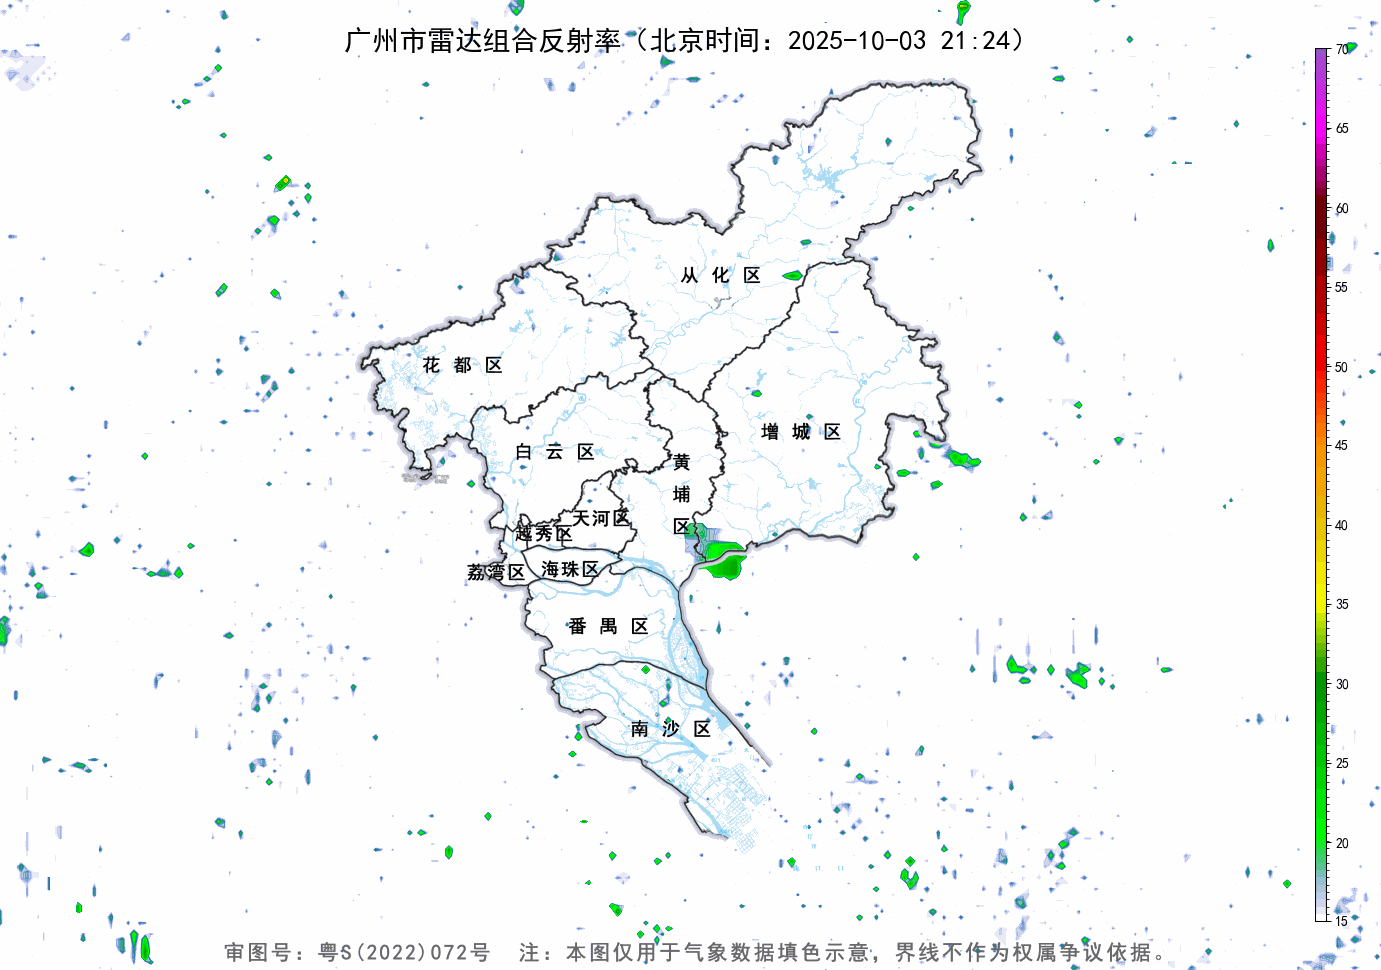 广州市雷达组合反射率（北京时间：2025-10-03 21:24）
70
65
60
55
50
45
40
35
30
25
20
15
从化区
花都区
增城区
白云区
黄埔区
天河区
越秀区
荔湾区
海珠区
番禺区
南沙区
审图号：粤S(2022)072号 注：本图仅用于气象数据填色示意，界线不作为权属争议依据。